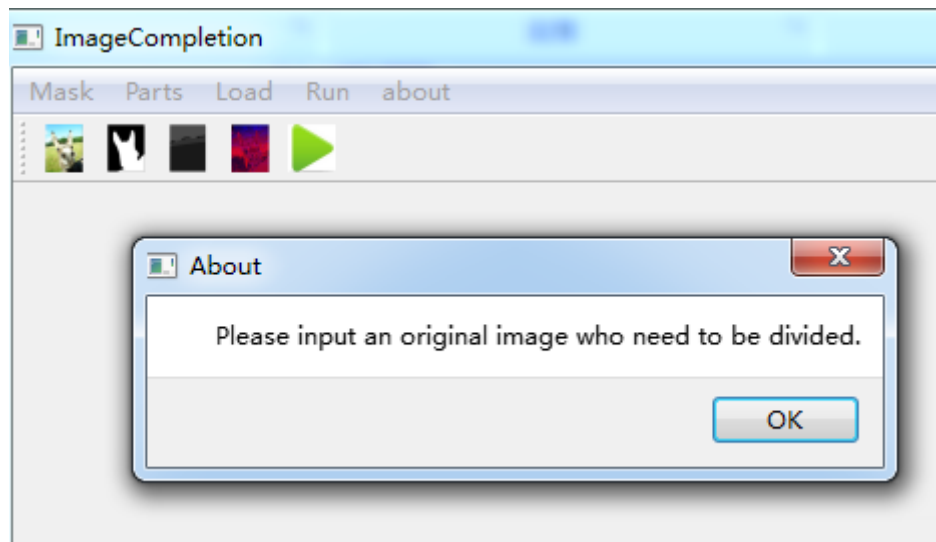 ImageCompletion
Mask Parts Load Run about
About
Please input an original image who need to be divided.
OK